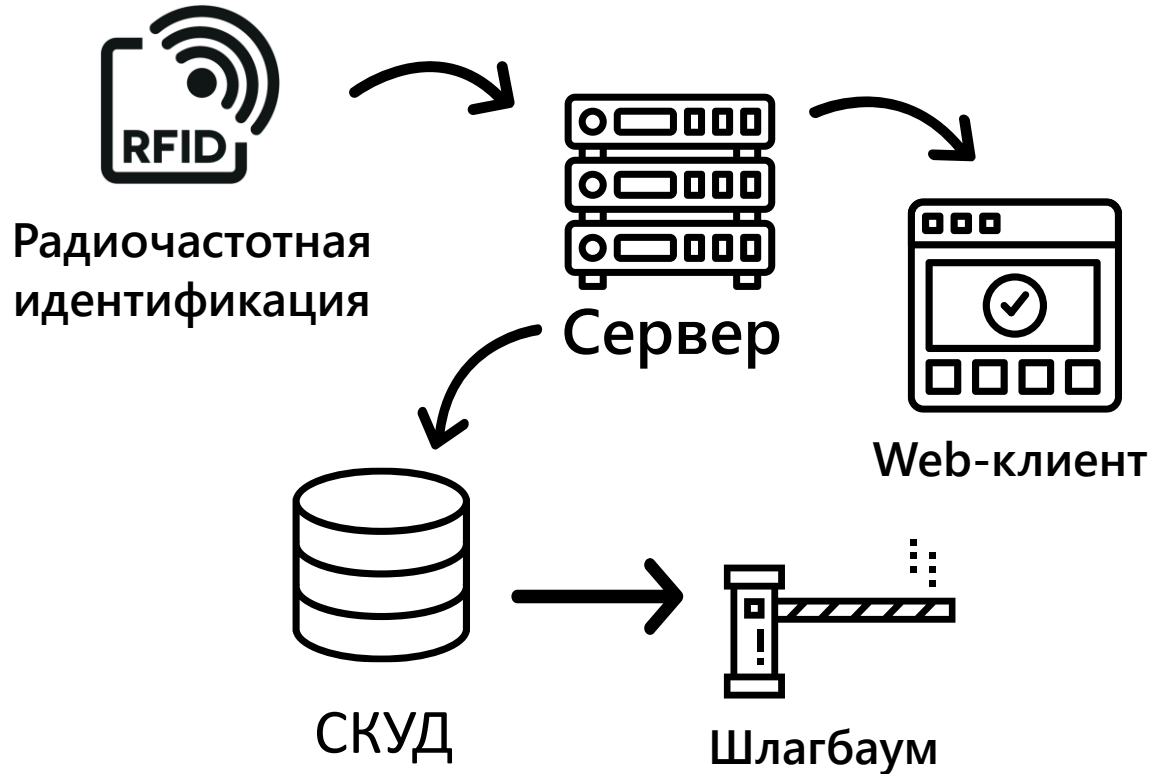 RFID
Радиочастотная
идентификация
Сервер
Web-клиент
СКУД
Шлагбаум